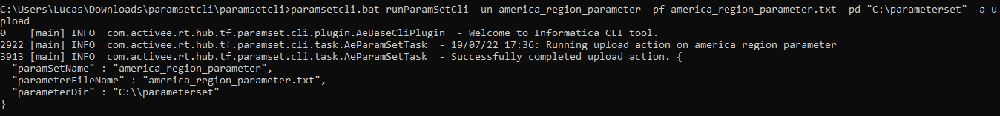 C:\Users\Lucas\Downloads\paramsetcli\paramsetcli>paramsetcli.bat runParamSetCli -un america_region_parameter -pf america_region_parameter.txt -pd "C:\parameterset" -a u
pload
0    [main] INFO  com.activee.rt.hub.tf.paramset.cli.plugin.AeBaseCliPlugin  - Welcome to Informatica CLI tool.
2922 [main] INFO  com.activee.rt.hub.tf.paramset.cli.task.AeParamSetTask  - 19/07/22 17:36: Running upload action on america_region_parameter
3913 [main] INFO  com.activee.rt.hub.tf.paramset.cli.task.AeParamSetTask  - Successfully completed upload action. {
  "paramSetName" : "america_region_parameter",
  "parameterFileName" : "america_region_parameter.txt",
  "parameterDir" : "C:\\parameterset"
}